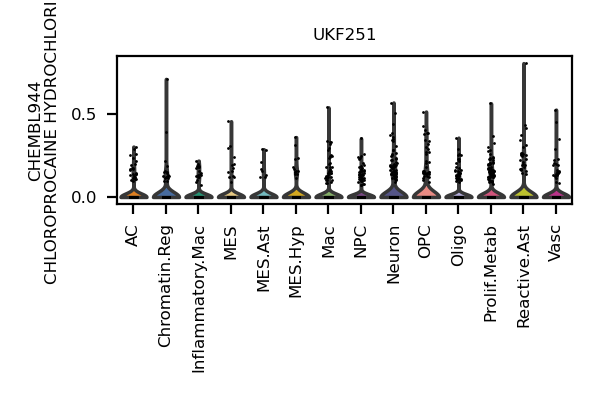 UKF251
CHEMBL944
CHLOROPROCAINE HYDROCHLORI
0.5
0.0
AC
Chromatin.Reg
Inflammatory.Mac
MES
MES.Ast
MES.Hyp
Mac
NPC
Neuron
OPC
Oligo
Prolif.Metab
Reactive.Ast
Vasc